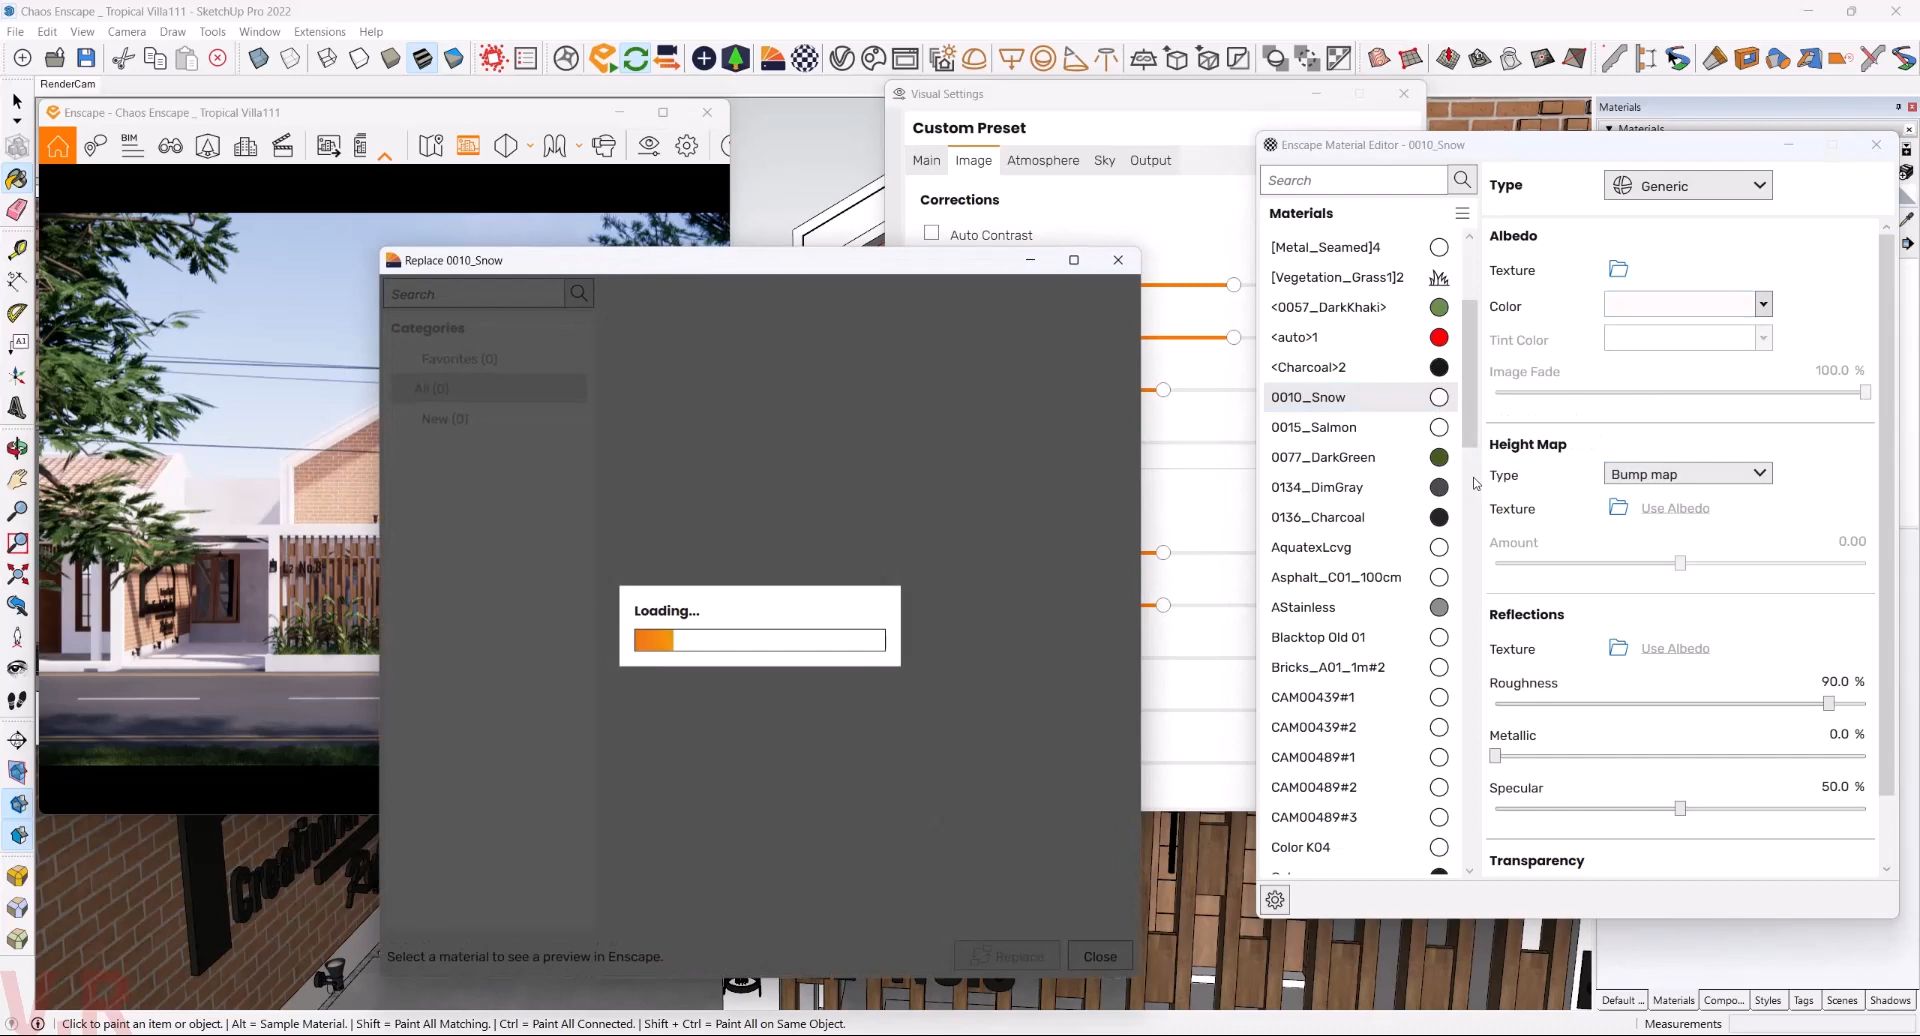 Chaos Enscape _ Tropical Villa111 - SketchUp Pro 2022
File Edit View Camera Draw Tools Window Extensions Help
RenderCam
Enscape - Chaos Enscape _ Tropical Villa111
BIM
Visual Settings
Custom Preset
Main Image Atmosphere Sky Output
Corrections
Auto Contrast
Replace 0010_Snow
Search
Categories
Favorites (0)
All (0)
New (0)
Loading...
Select a material to see a preview in Enscape.
Replace Close
Enscape Material Editor - 0010_Snow
Search
Materials
[Metal_Seamed]4
[Vegetation_Grass1]2
<0057_DarkKhaki>
<auto>1
<Charcoal>2
0010_Snow
0015_Salmon
0077_DarkGreen
0134_DimGray
0136_Charcoal
AquatexLcvg
Asphalt_C01_100cm
AStainless
Blacktop Old 01
Bricks_A01_1m#2
CAM00439#1
CAM00439#2
CAM00489#1
CAM00489#2
CAM00489#3
Color K04
Type Generic
Albedo
Texture
Color
Tint Color
Image Fade 100.0 %
Height Map
Type Bump map
Texture Use Albedo
Amount 0.00
Reflections
Texture Use Albedo
Roughness 90.0 %
Metallic 0.0 %
Specular 50.0 %
Transparency
Materials
Materials
Default ... Materials Compo... Styles Tags Scenes Shadows
Click to paint an item or object. | Alt = Sample Material. | Shift = Paint All Matching. | Ctrl = Paint All Connected. | Shift + Ctrl = Paint All on Same Object.
Measurements